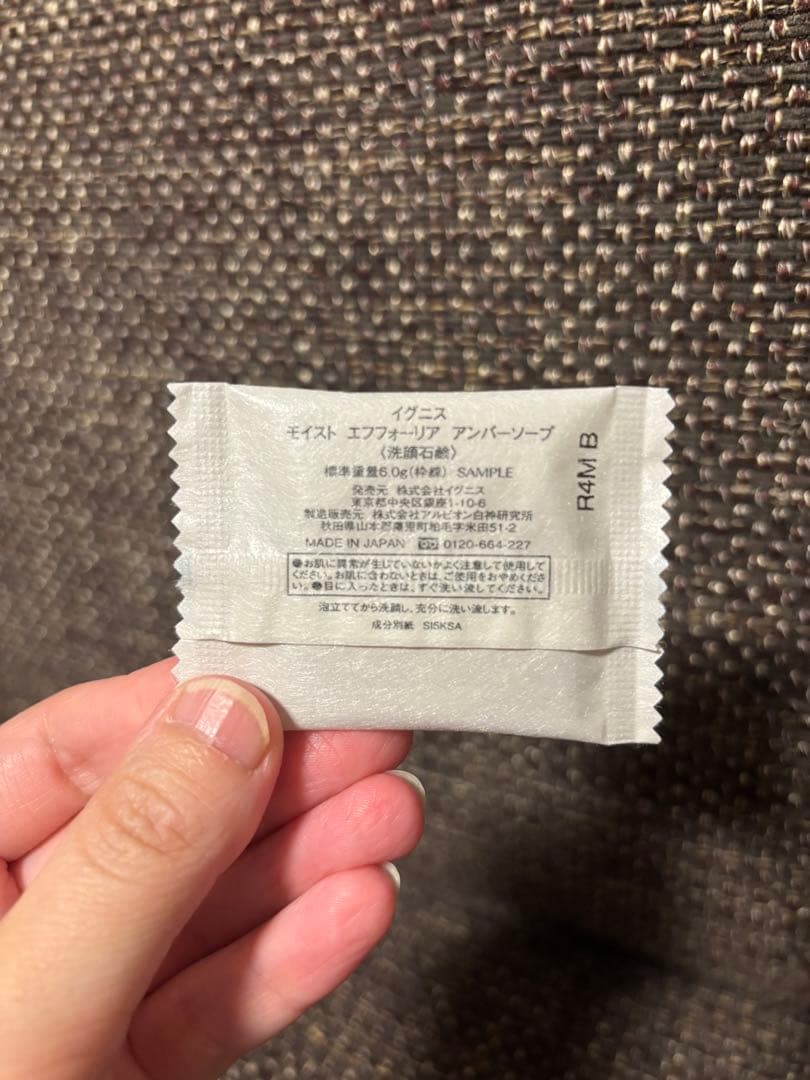 イグニス
モイスト エフフォーリア アンバーソープ
〈洗顔石鹸〉
標準重量6.0g(枠練) SAMPLE
発売元 株式会社イグニス
東京都中央区銀座1-10-6
製造販売元 株式会社アルビオン白神研究所
秋田県山本郡藤里町粕毛字米田51-2
MADE IN JAPAN 0120-664-227
●お肌に異常が生じていないかよく注意して使用して
ください。お肌に合わないときは、ご使用をおやめくださ
い。●目に入ったときは、すぐ洗い流してください。
泡立ててから洗顔し、充分に洗い流します。
成分別紙 SI5KSA
R4M B